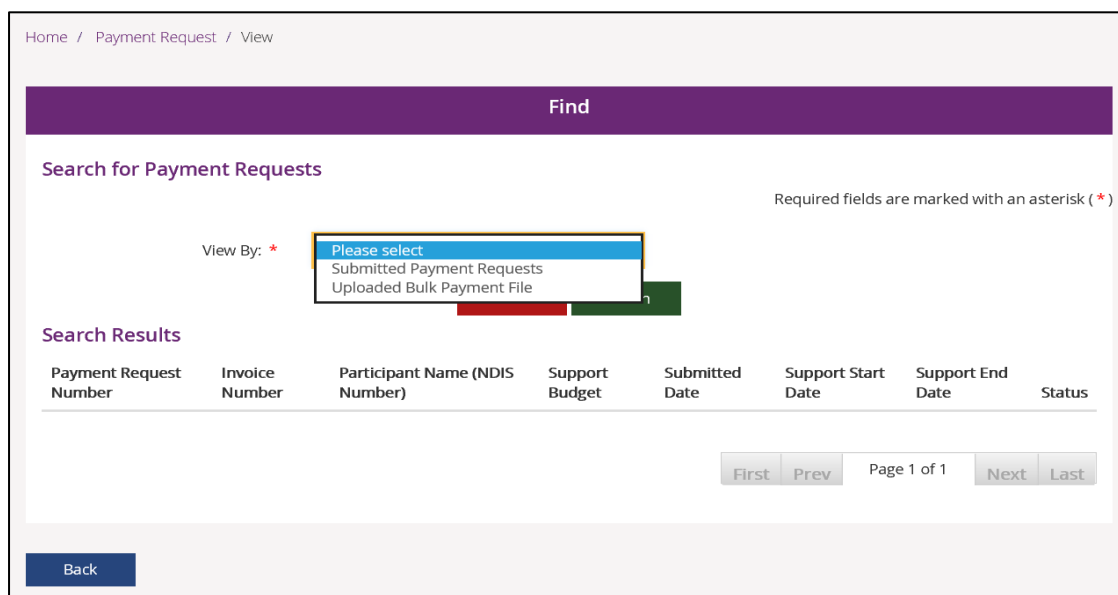 Home / Payment Request / View
Find
Search for Payment Requests
Required fields are marked with an asterisk (*)
View By: *
Please select
Submitted Payment Requests
Uploaded Bulk Payment File
Search Results
Payment Request Number
Invoice Number
Participant Name (NDIS Number)
Support Budget
Submitted Date
Support Start Date
Support End Date
Status
First Prev Page 1 of 1 Next Last
Back